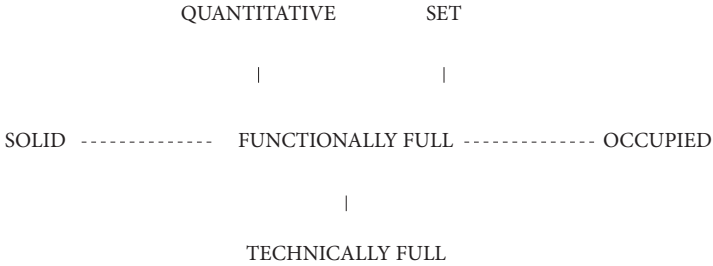 QUANTITATIVE SET
SOLID FUNCTIONALLY FULL OCCUPIED
TECHNICALLY FULL